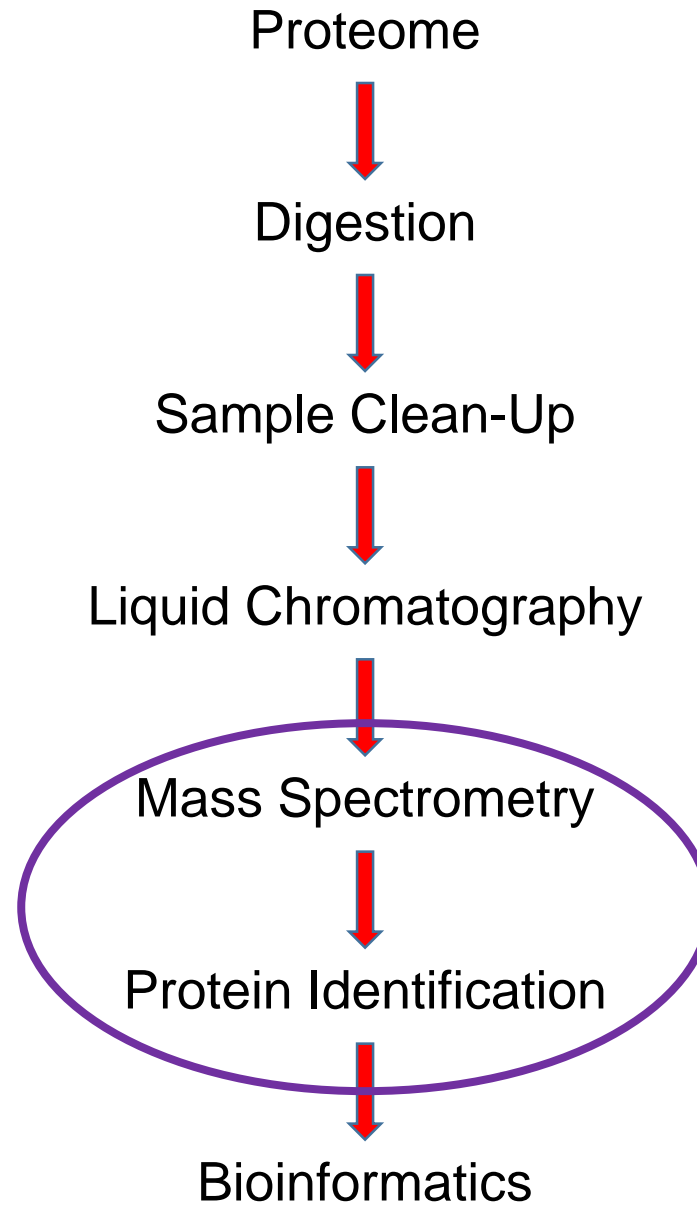 Proteome
Digestion
Sample Clean-Up
Liquid Chromatography
Mass Spectrometry
Protein Identification
Bioinformatics